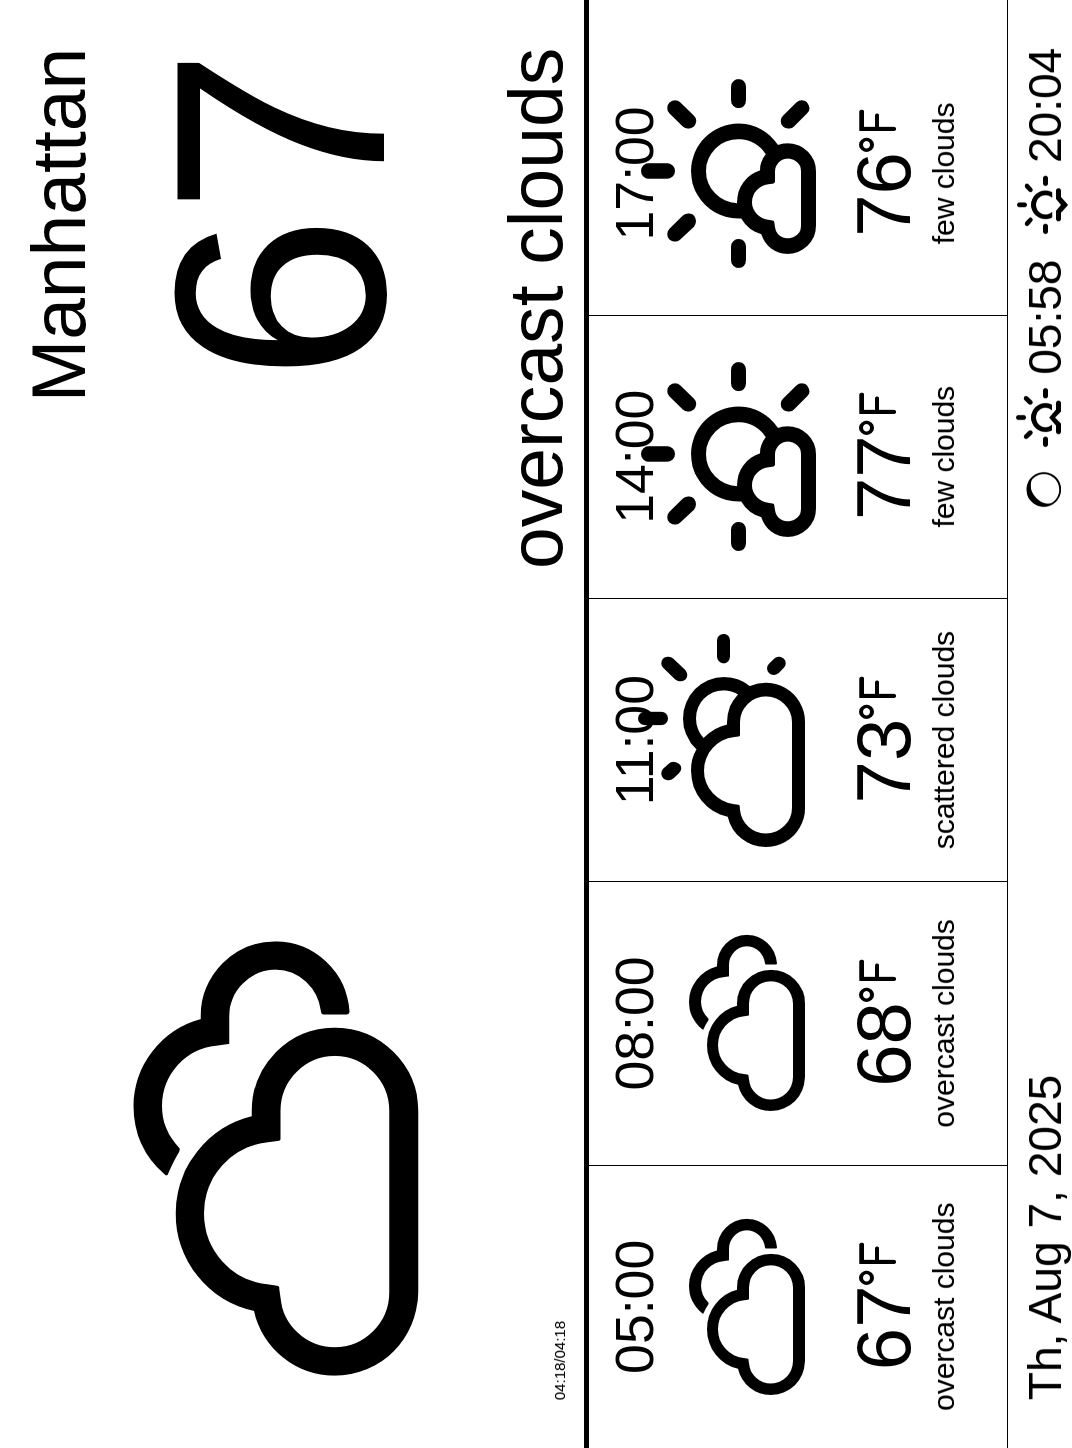 Manhattan
67
overcast clouds
04:18/04:18
05:00
67°F
overcast clouds
08:00
68°F
overcast clouds
11:00
73°F
scattered clouds
14:00
77°F
few clouds
17:00
76°F
few clouds
Th, Aug 7, 2025
05:58
20:04